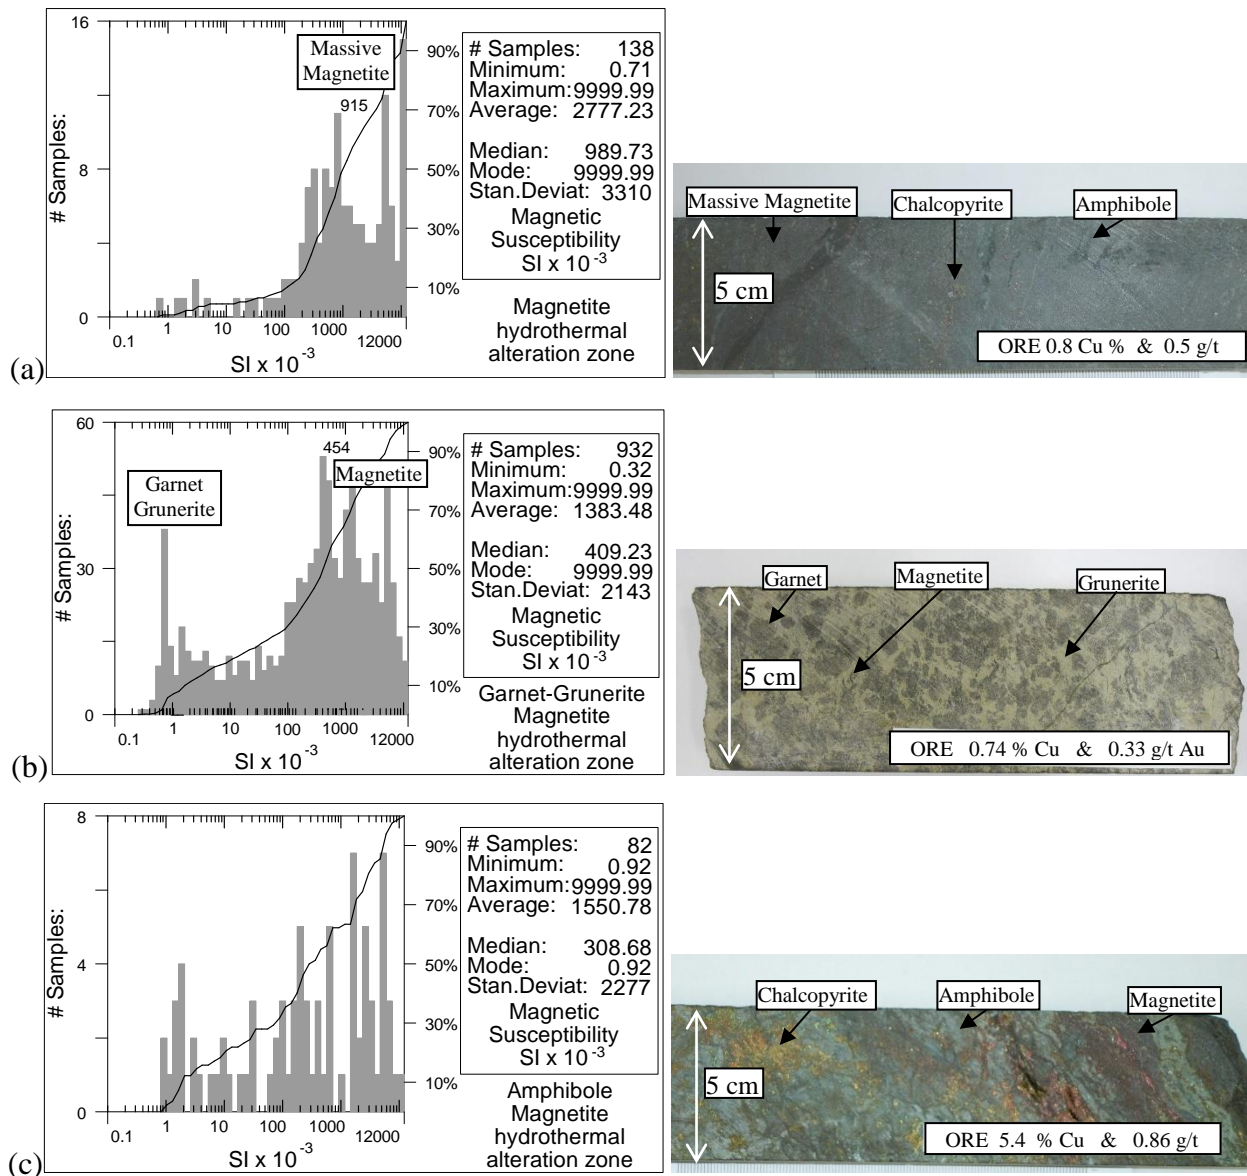 16
8
0
# Samples:
Massive
Magnetite
915
90%
70%
50%
30%
10%
0.1
1
10
100
1000
12000
SI x 10⁻³
# Samples: 138
Minimum: 0.71
Maximum: 9999.99
Average: 2777.23
Median: 989.73
Mode: 9999.99
Stan.Deviat: 3310
Magnetic
Susceptibility
SI x 10⁻³
Magnetite
hydrothermal
alteration zone
(a)
Massive Magnetite
Chalcopyrite
Amphibole
5 cm
ORE 0.8 Cu % & 0.5 g/t
60
30
0
# Samples:
Garnet
Grunerite
454
Magnetite
90%
70%
50%
30%
10%
0.1
1
10
100
1000
12000
SI x 10⁻³
# Samples: 932
Minimum: 0.32
Maximum: 9999.99
Average: 1383.48
Median: 409.23
Mode: 9999.99
Stan.Deviat: 2143
Magnetic
Susceptibility
SI x 10⁻³
Garnet-Grunerite
Magnetite
hydrothermal
alteration zone
(b)
Garnet
Magnetite
Grunerite
5 cm
ORE 0.74 % Cu & 0.33 g/t Au
8
4
0
# Samples:
90%
70%
50%
30%
10%
0.1
1
10
100
1000
12000
SI x 10⁻³
# Samples: 82
Minimum: 0.92
Maximum: 9999.99
Average: 1550.78
Median: 308.68
Mode: 0.92
Stan.Deviat: 2277
Magnetic
Susceptibility
SI x 10⁻³
Amphibole
Magnetite
hydrothermal
alteration zone
(c)
Chalcopyrite
Amphibole
Magnetite
5 cm
ORE 5.4 % Cu & 0.86 g/t